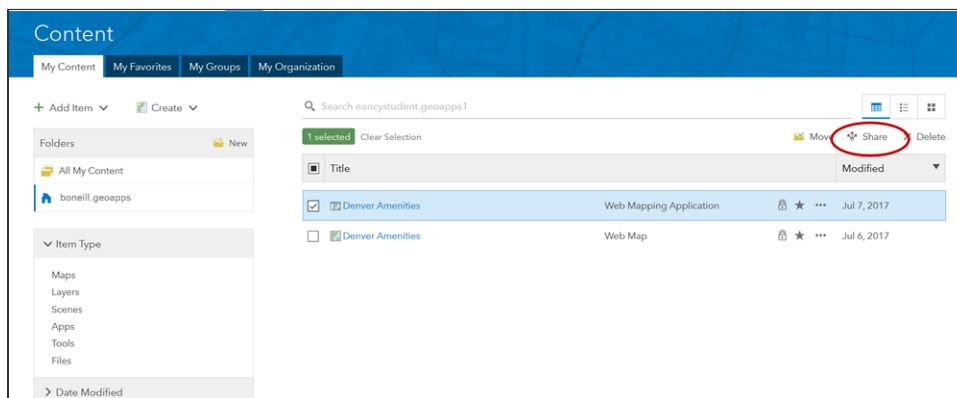 Content
My Content My Favorites My Groups My Organization
Add Item Create
Search nancystudent.geoapps1
Folders New
1 selected Clear Selection Move Share Delete
All My Content
Title Modified
boneill.geoapps
Denver Amenities Web Mapping Application Jul 7, 2017
Denver Amenities Web Map Jul 6, 2017
Item Type
Maps
Layers
Scenes
Apps
Tools
Files
Date Modified